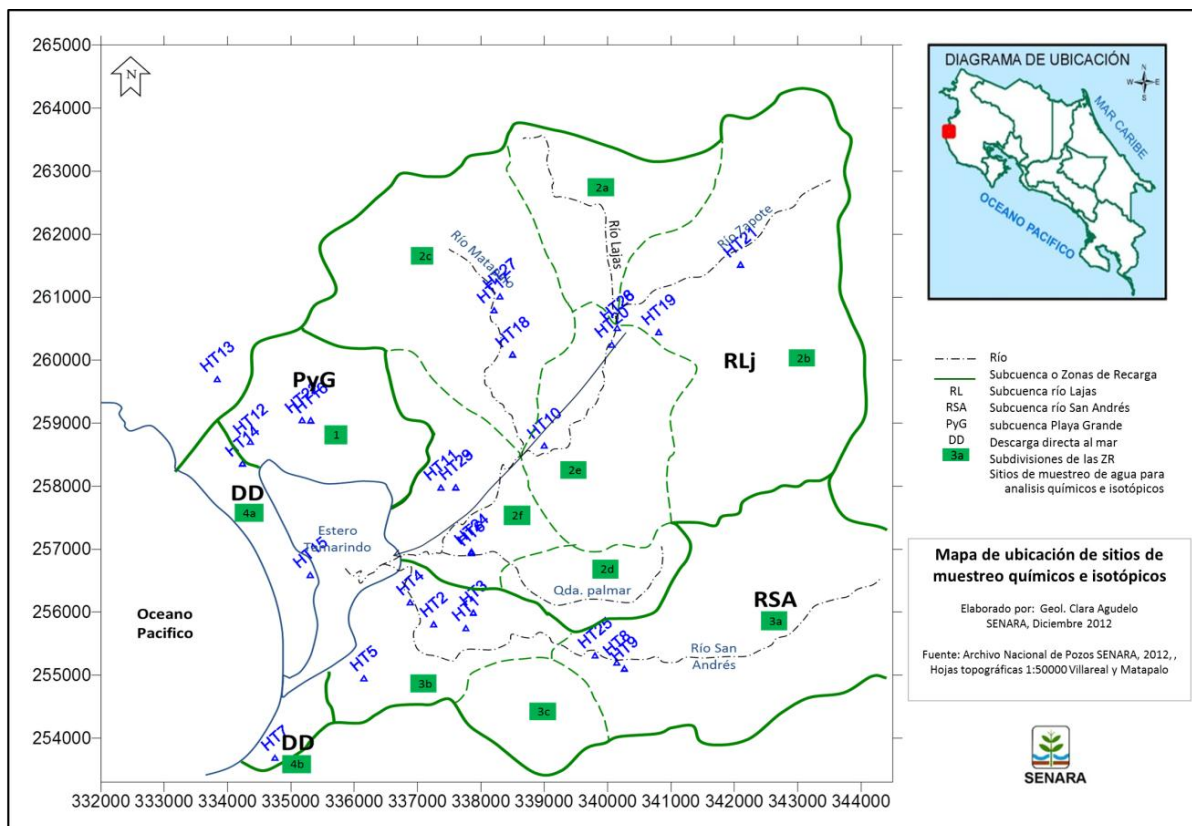 265000
264000
263000
262000
261000
260000
259000
258000
257000
256000
255000
254000
332000 333000 334000 335000 336000 337000 338000 339000 340000 341000 342000 343000 344000
N
2a
Río Lajas
Río Zapote
HT21
2c
HT27
HT18
HT28
HT20
HT19
2b
RLj
HT13
PyG
HT12
HT14
1
HT10
HT11
HT29
2e
DD
4a
2f
Estero
Tamarindo
HT15
2d
Qda. palmar
HT4
HT2
HT3
HT1
RSA
3a
Oceano
Pacifico
HT25
HT8
HT9
Río San
Andrés
HT5
3b
3c
HT7
DD
4b
DIAGRAMA DE UBICACIÓN
N
W
E
S
MAR CARIBE
OCEANO PACIFICO
Río
Subcuenca o Zonas de Recarga
RL Subcuenca río Lajas
RSA Subcuenca río San Andrés
PyG subcuenca Playa Grande
DD Descarga directa al mar
3a Subdivisiones de las ZR
Sitios de muestreo de agua para
analisis químicos e isotópicos
Mapa de ubicación de sitios de
muestreo químicos e isotópicos
Elaborado por: Geol. Clara Agudelo
SENARA, Diciembre 2012
Fuente: Archivo Nacional de Pozos SENARA, 2012, ,
Hojas topográficas 1:50000 Villareal y Matapalo
SENARA